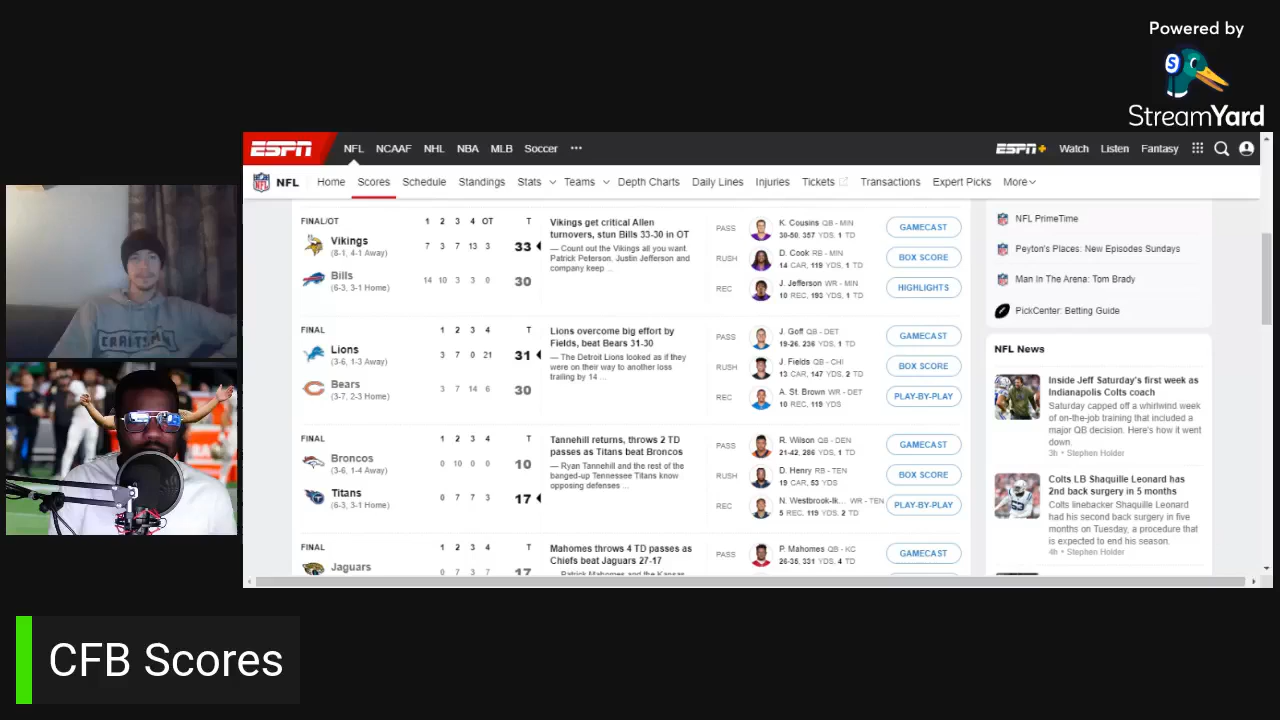 Powered by
StreamYard
ESPN NFL NCAAF NHL NBA MLB Soccer ••• ESPN+ Watch Listen Fantasy
NFL Home Scores Schedule Standings Stats Teams Depth Charts Daily Lines Injuries Tickets Transactions Expert Picks More
FINAL/OT 1 2 3 4 OT T
Vikings 7 3 7 13 3 33
(8-1, 4-1 Away)
Bills 14 10 3 3 0 30
(6-3, 3-1 Home)
Vikings get critical Allen
turnovers, stun Bills 33-30 in OT
— Count out the Vikings all you want.
Patrick Peterson, Justin Jefferson and
company keep ...
PASS K. Cousins QB - MIN
30-50, 357 YDS, 1 TD
RUSH D. Cook RB - MIN
14 CAR, 119 YDS, 1 TD
REC J. Jefferson WR - MIN
10 REC, 193 YDS, 1 TD
GAMECAST
BOX SCORE
HIGHLIGHTS
FINAL 1 2 3 4 T
Lions 3 7 0 21 31
(3-6, 1-3 Away)
Bears 3 7 14 6 30
(3-7, 2-3 Home)
Lions overcome big effort by
Fields, beat Bears 31-30
— The Detroit Lions looked as if they
were on their way to another loss
trailing by 14 ...
PASS J. Goff QB - DET
19-26, 236 YDS, 1 TD
RUSH J. Fields QB - CHI
13 CAR, 147 YDS, 2 TD
REC A. St. Brown WR - DET
10 REC, 119 YDS
GAMECAST
BOX SCORE
PLAY-BY-PLAY
FINAL 1 2 3 4 T
Broncos 0 10 0 0 10
(3-6, 1-4 Away)
Titans 0 7 7 3 17
(6-3, 3-1 Home)
Tannehill returns, throws 2 TD
passes as Titans beat Broncos
— Ryan Tannehill and the rest of the
banged-up Tennessee Titans know
opposing defenses ...
PASS R. Wilson QB - DEN
21-42, 286 YDS, 1 TD
RUSH D. Henry RB - TEN
19 CAR, 53 YDS
REC N. Westbrook-Ik... WR - TEN
5 REC, 119 YDS, 2 TD
GAMECAST
BOX SCORE
PLAY-BY-PLAY
FINAL 1 2 3 4 T
Jaguars 0 7 3 7 17
Mahomes throws 4 TD passes as
Chiefs beat Jaguars 27-17
— Patrick Mahomes and the Kansas
PASS P. Mahomes QB - KC
26-35, 331 YDS, 4 TD
GAMECAST
NFL PrimeTime
Peyton's Places: New Episodes Sundays
Man In The Arena: Tom Brady
PickCenter: Betting Guide
NFL News
Inside Jeff Saturday's first week as
Indianapolis Colts coach
Saturday capped off a whirlwind week
of on-the-job training that included a
major QB decision. Here's how it went
down.
3h • Stephen Holder
Colts LB Shaquille Leonard has
2nd back surgery in 5 months
Colts linebacker Shaquille Leonard
had his second back surgery in five
months on Tuesday, a procedure that
is expected to end his season.
4h • Stephen Holder
CRAFTSMAN
CFB Scores